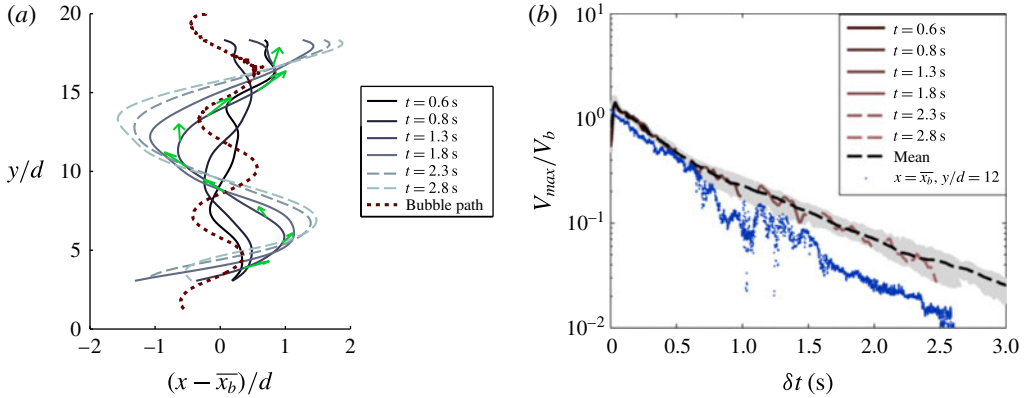 (a)
20
15
y/d 10
5
0
−2 −1 0 1 2
(x − x̅_b)/d
t = 0.6 s
t = 0.8 s
t = 1.3 s
t = 1.8 s
t = 2.3 s
t = 2.8 s
Bubble path
(b)
10^1
10^0
V_max/V_b
10^−1
10^−2
0 0.5 1.0 1.5 2.0 2.5 3.0
δt (s)
t = 0.6 s
t = 0.8 s
t = 1.3 s
t = 1.8 s
t = 2.3 s
t = 2.8 s
Mean
x = x̅_b, y/d = 12